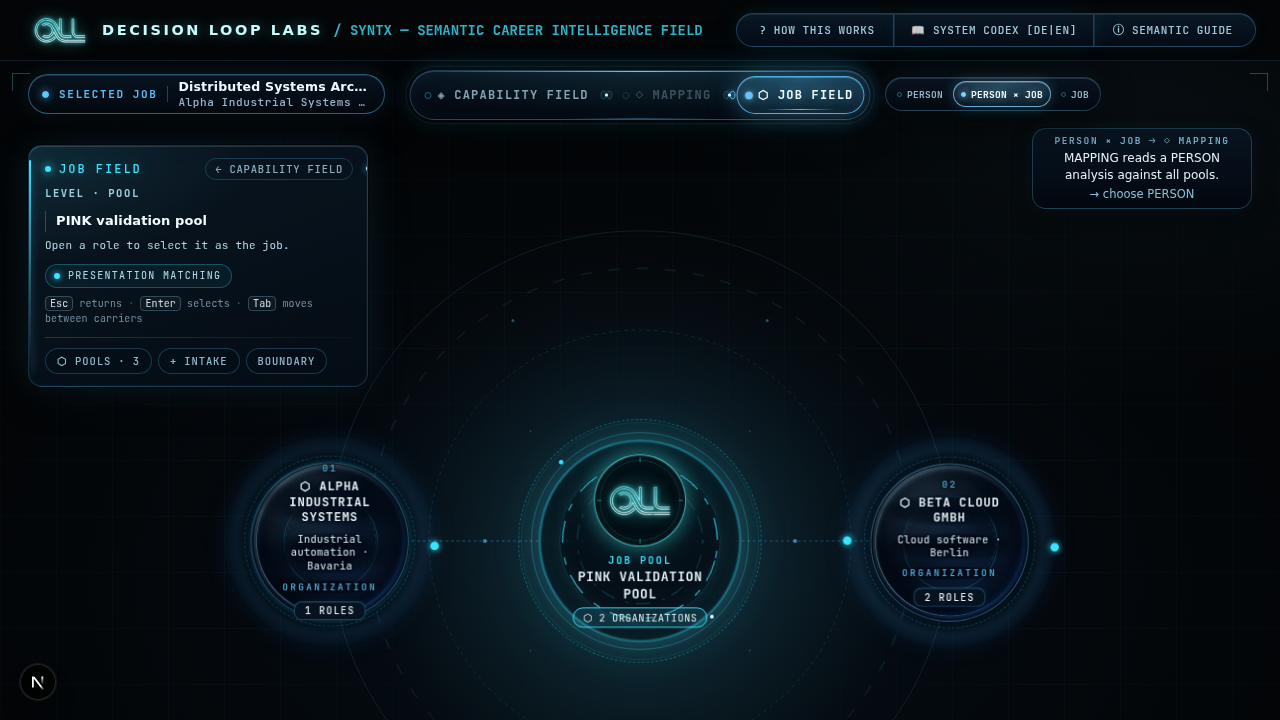 DECISION LOOP LABS / SYNTX — SEMANTIC CAREER INTELLIGENCE FIELD
? HOW THIS WORKS
📖 SYSTEM CODEX [DE|EN]
ⓘ SEMANTIC GUIDE
SELECTED JOB
Distributed Systems Arc…
Alpha Industrial Systems …
◈ CAPABILITY FIELD
◇ MAPPING
⬡ JOB FIELD
PERSON
PERSON × JOB
JOB
PERSON × JOB → ◇ MAPPING
MAPPING reads a PERSON
analysis against all pools.
→ choose PERSON
JOB FIELD
← CAPABILITY FIELD
LEVEL · POOL
PINK validation pool
Open a role to select it as the job.
PRESENTATION MATCHING
Esc returns · Enter selects · Tab moves
between carriers
⬡ POOLS · 3
+ INTAKE
BOUNDARY
01
⬡ ALPHA
INDUSTRIAL
SYSTEMS
Industrial
automation ·
Bavaria
ORGANIZATION
1 ROLES
JOB POOL
PINK VALIDATION
POOL
⬡ 2 ORGANIZATIONS
02
⬡ BETA CLOUD
GMBH
Cloud software ·
Berlin
ORGANIZATION
2 ROLES
N